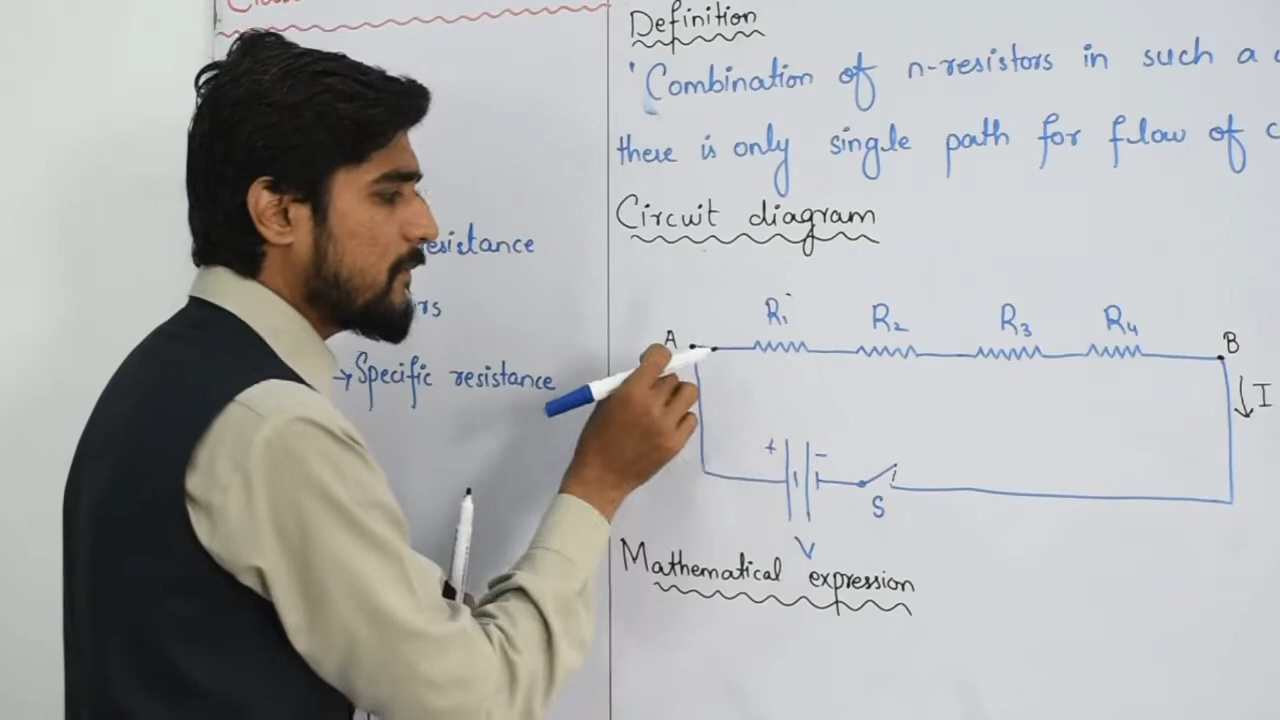 Definition
'Combination of n-resistors in such a
there is only single path for flow of
Circuit diagram
esistance
rs
→ Specific resistance
R1 R2 R3 R4
A B
I
+ -
S
V
Mathematical expression